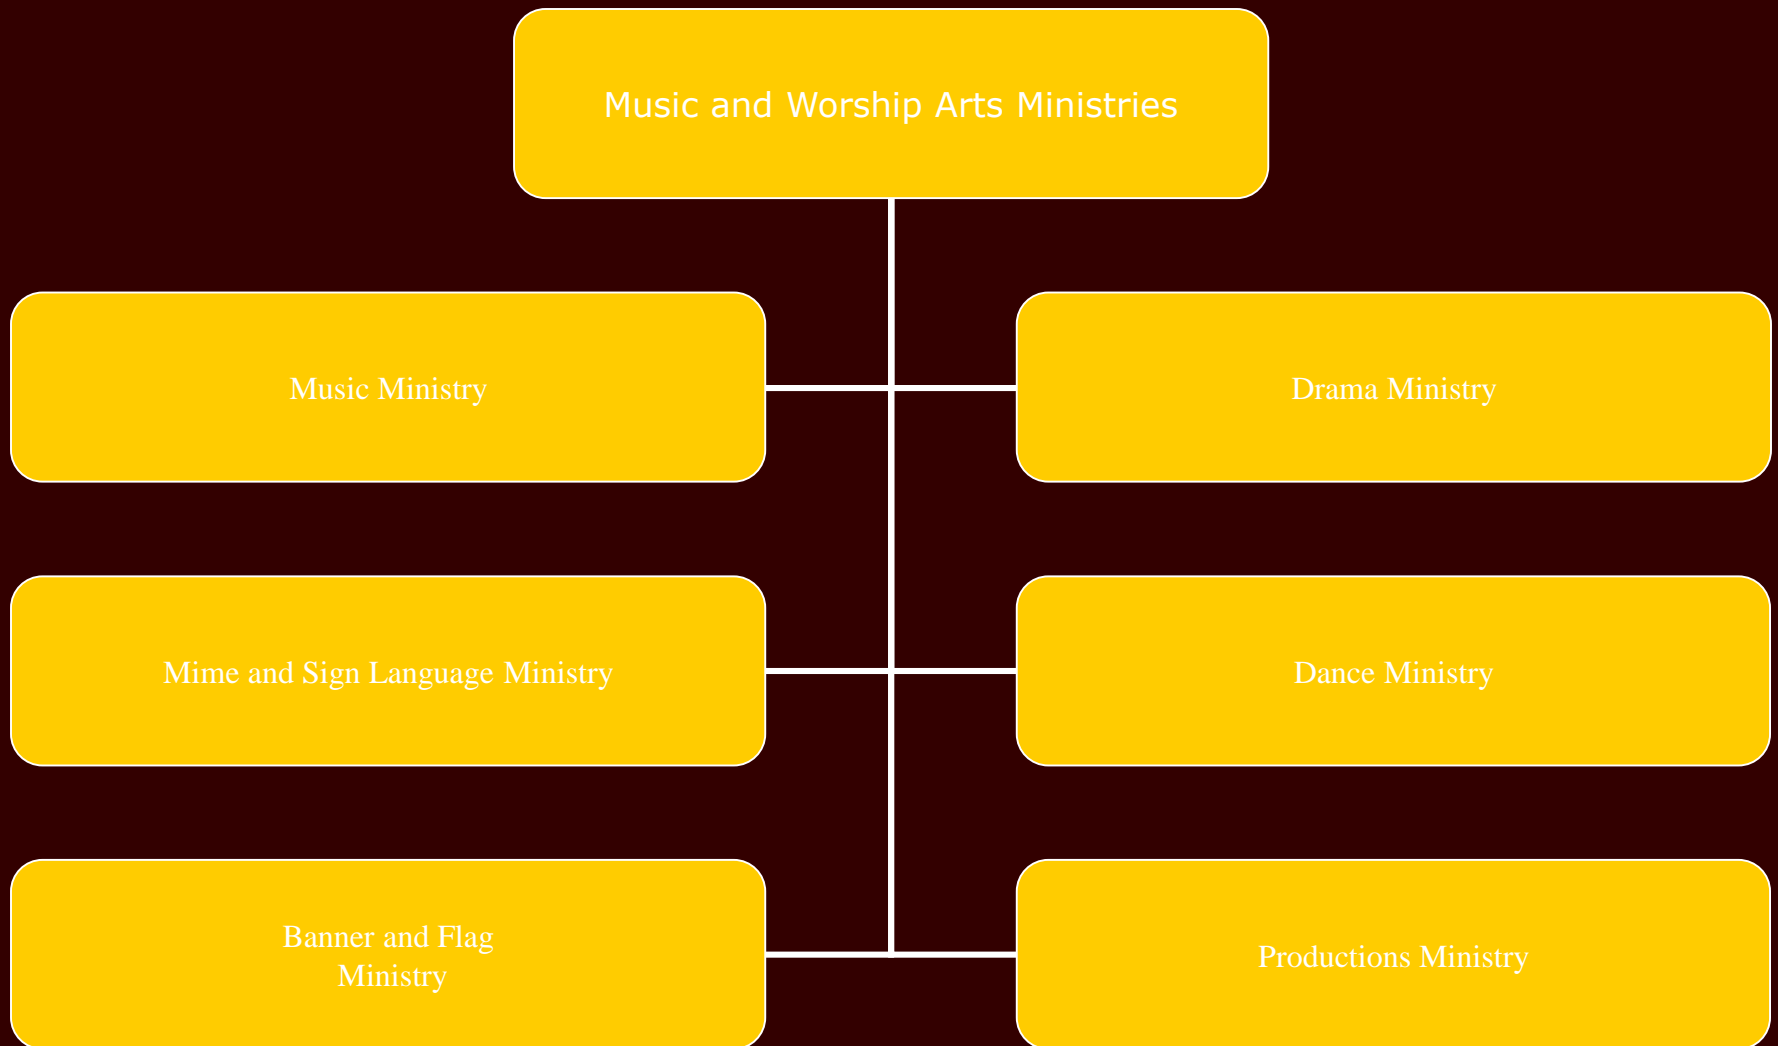 Music and Worship Arts Ministries
Music Ministry
Drama Ministry
Mime and Sign Language Ministry
Dance Ministry
Banner and Flag
Ministry
Productions Ministry